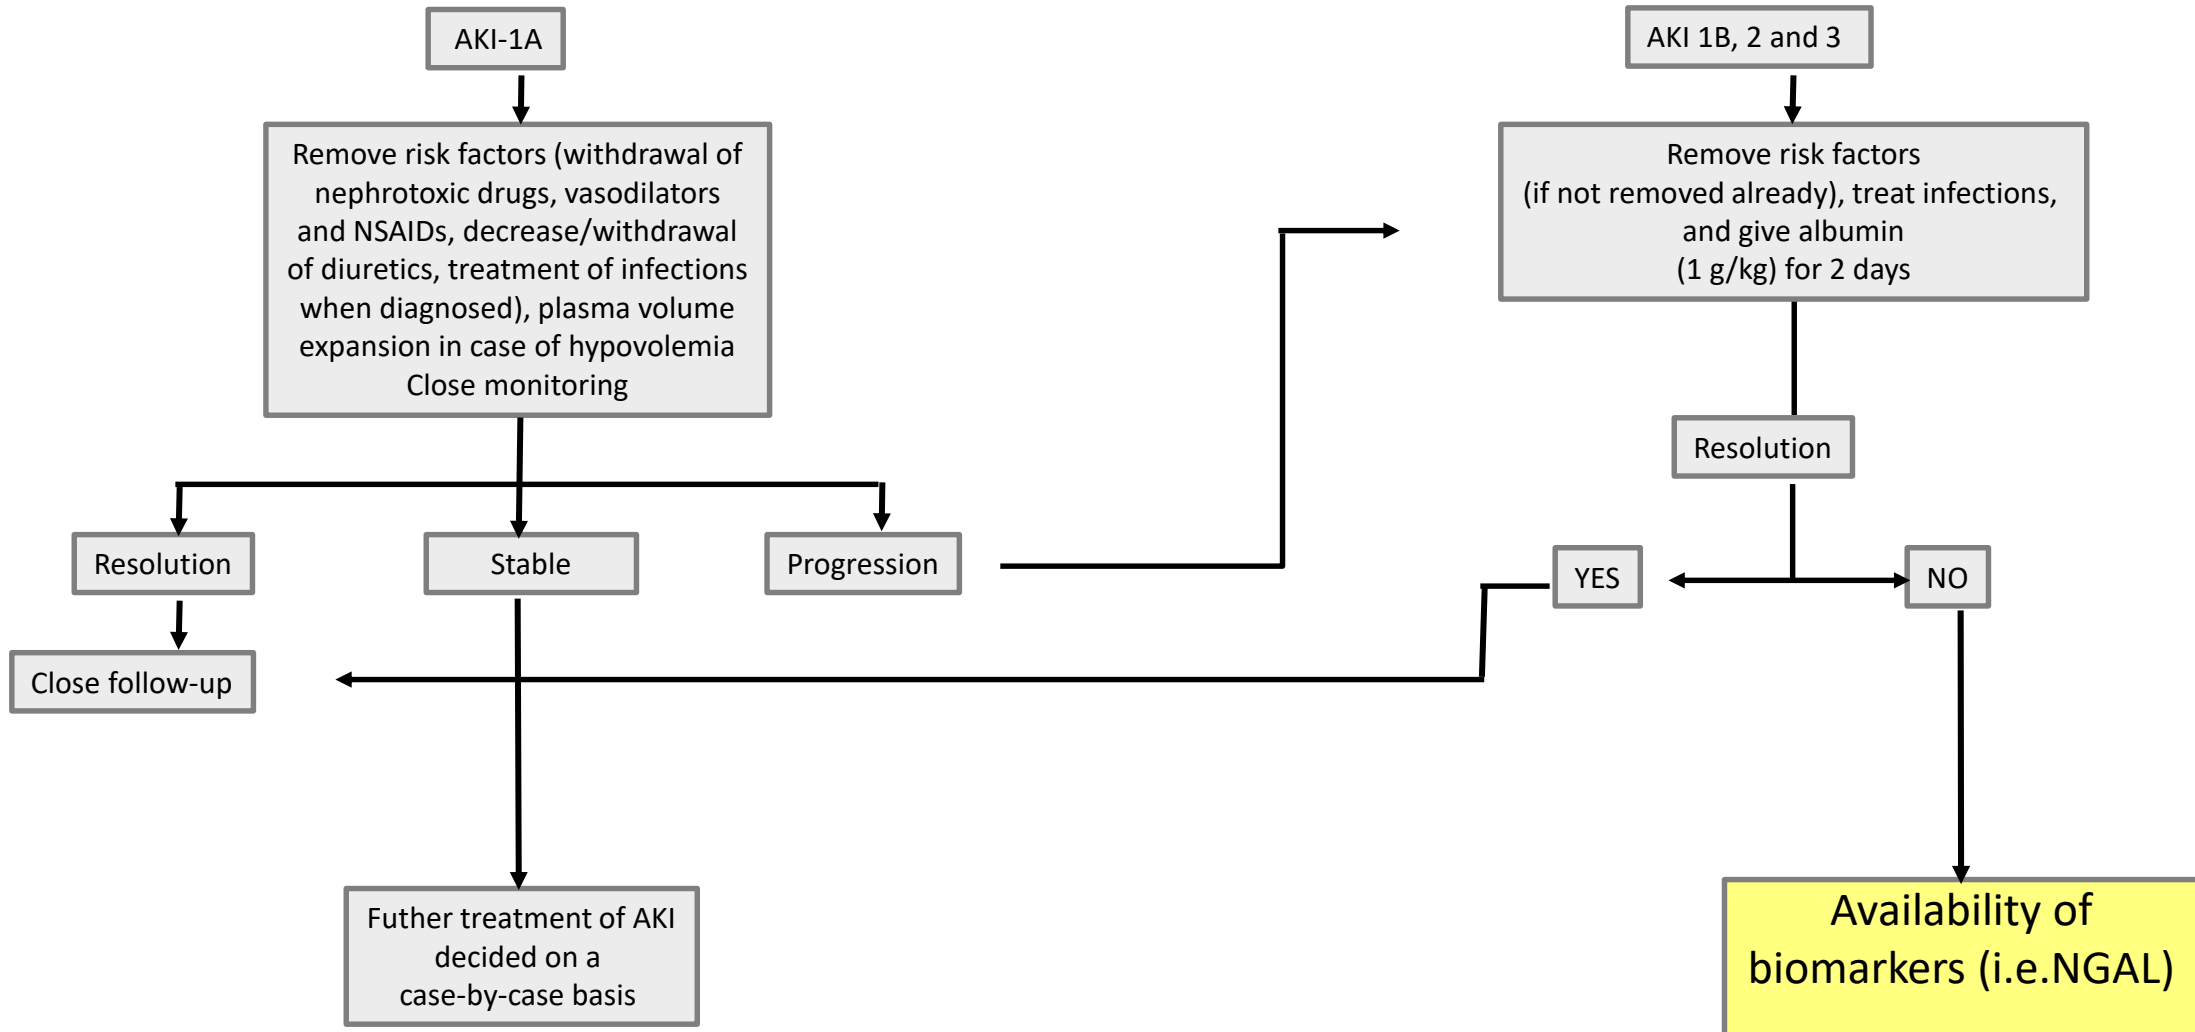 AKI-1A
AKI 1B, 2 and 3
Remove risk factors (withdrawal of
nephrotoxic drugs, vasodilators
and NSAIDs, decrease/withdrawal
of diuretics, treatment of infections
when diagnosed), plasma volume
expansion in case of hypovolemia
Close monitoring
Remove risk factors
(if not removed already), treat infections,
and give albumin
(1 g/kg) for 2 days
Resolution
Resolution
Stable
Progression
YES
NO
Close follow-up
Futher treatment of AKI
decided on a
case-by-case basis
Availability of
biomarkers (i.e.NGAL)